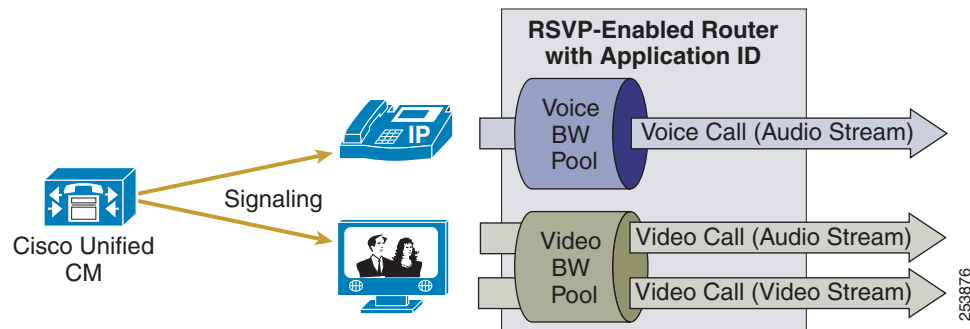 RSVP-Enabled Router
with Application ID
IP
Voice
BW
Pool
Voice Call (Audio Stream)
Signaling
Cisco Unified
CM
Video
BW
Pool
Video Call (Audio Stream)
Video Call (Video Stream)
253876